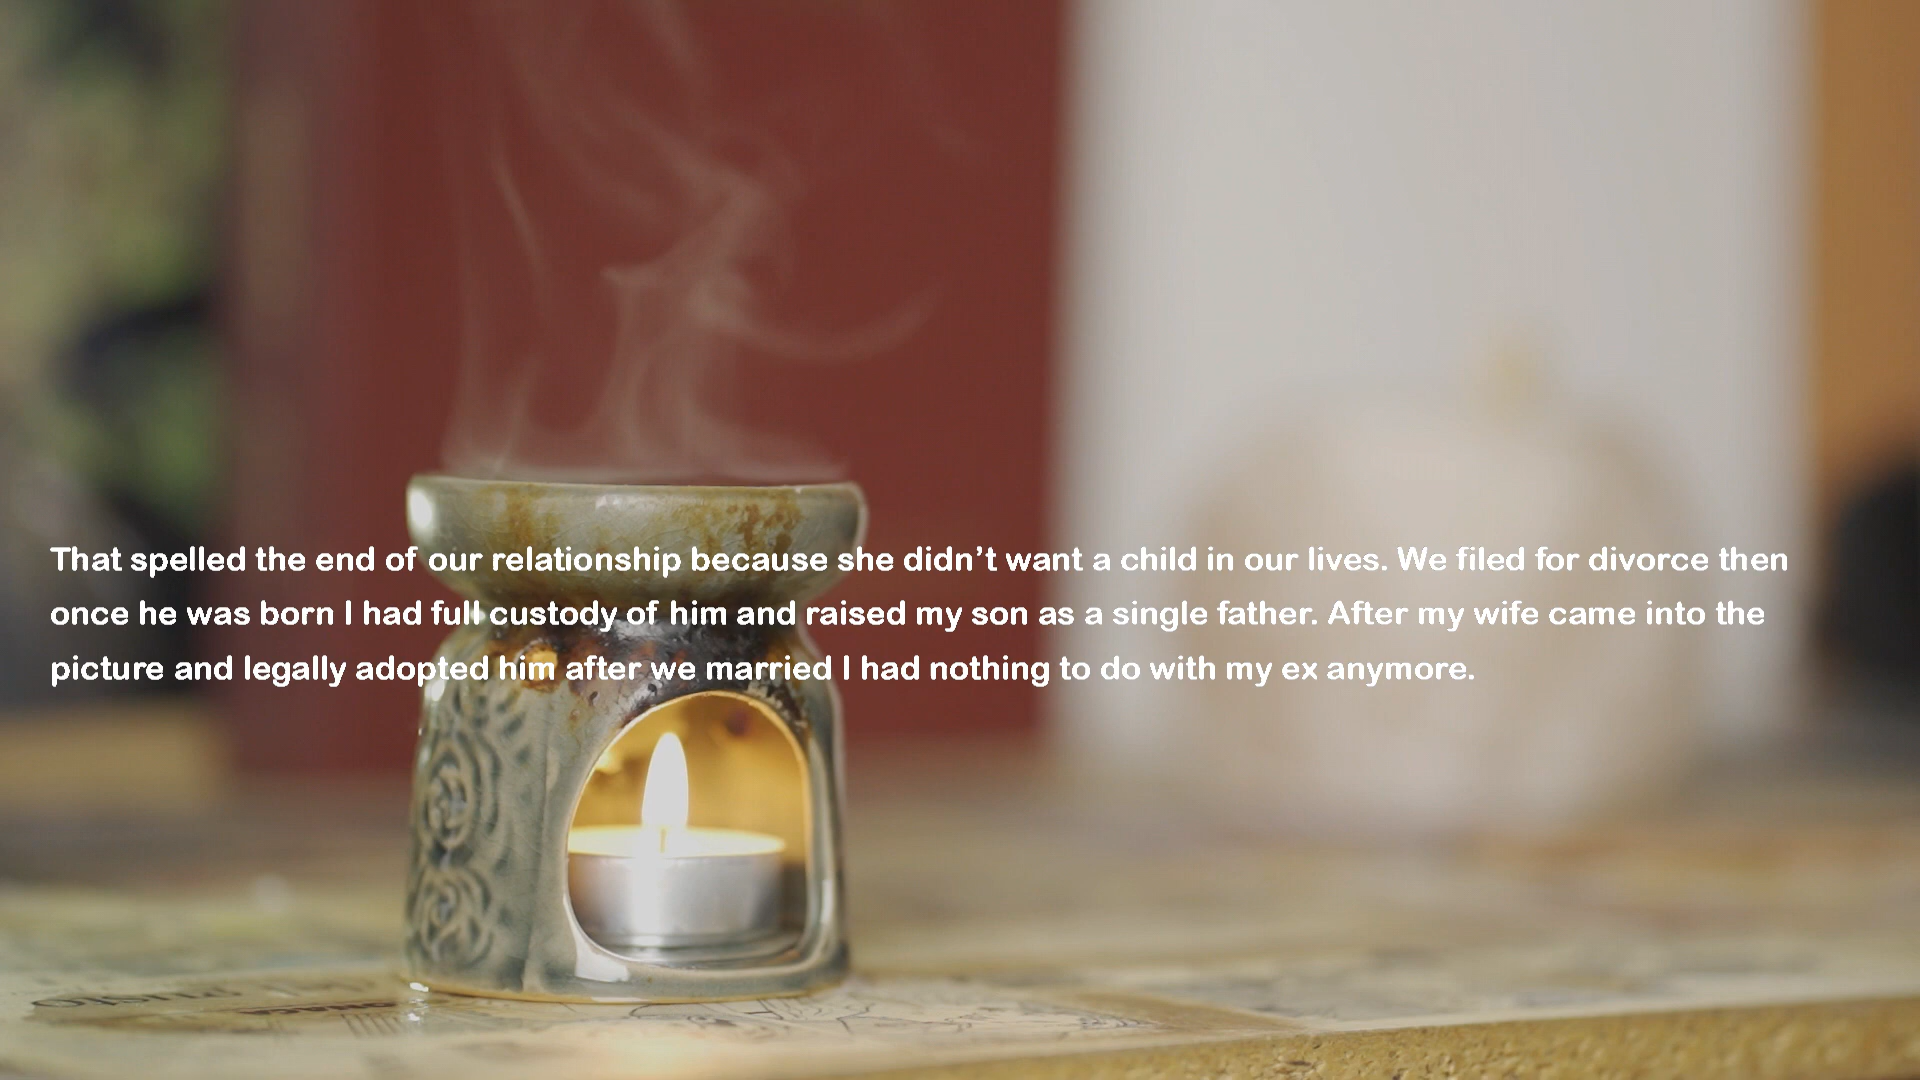 That spelled the end of our relationship because she didn’t want a child in our lives. We filed for divorce then
once he was born I had full custody of him and raised my son as a single father. After my wife came into the
picture and legally adopted him after we married I had nothing to do with my ex anymore.